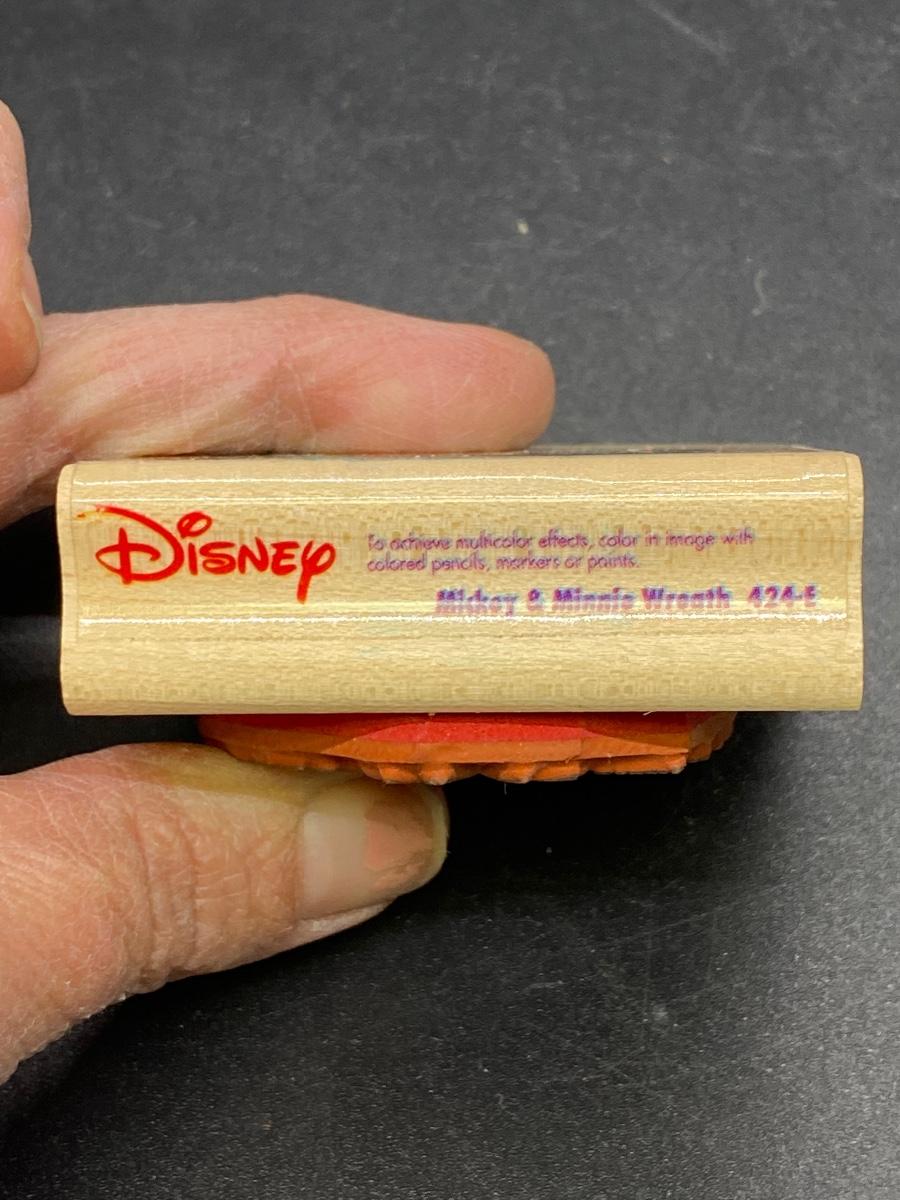 DISNEY
To achieve multicolor effects, color in image with
colored pencils, markers or paints.
Mickey & Minnie Wreath 424-E